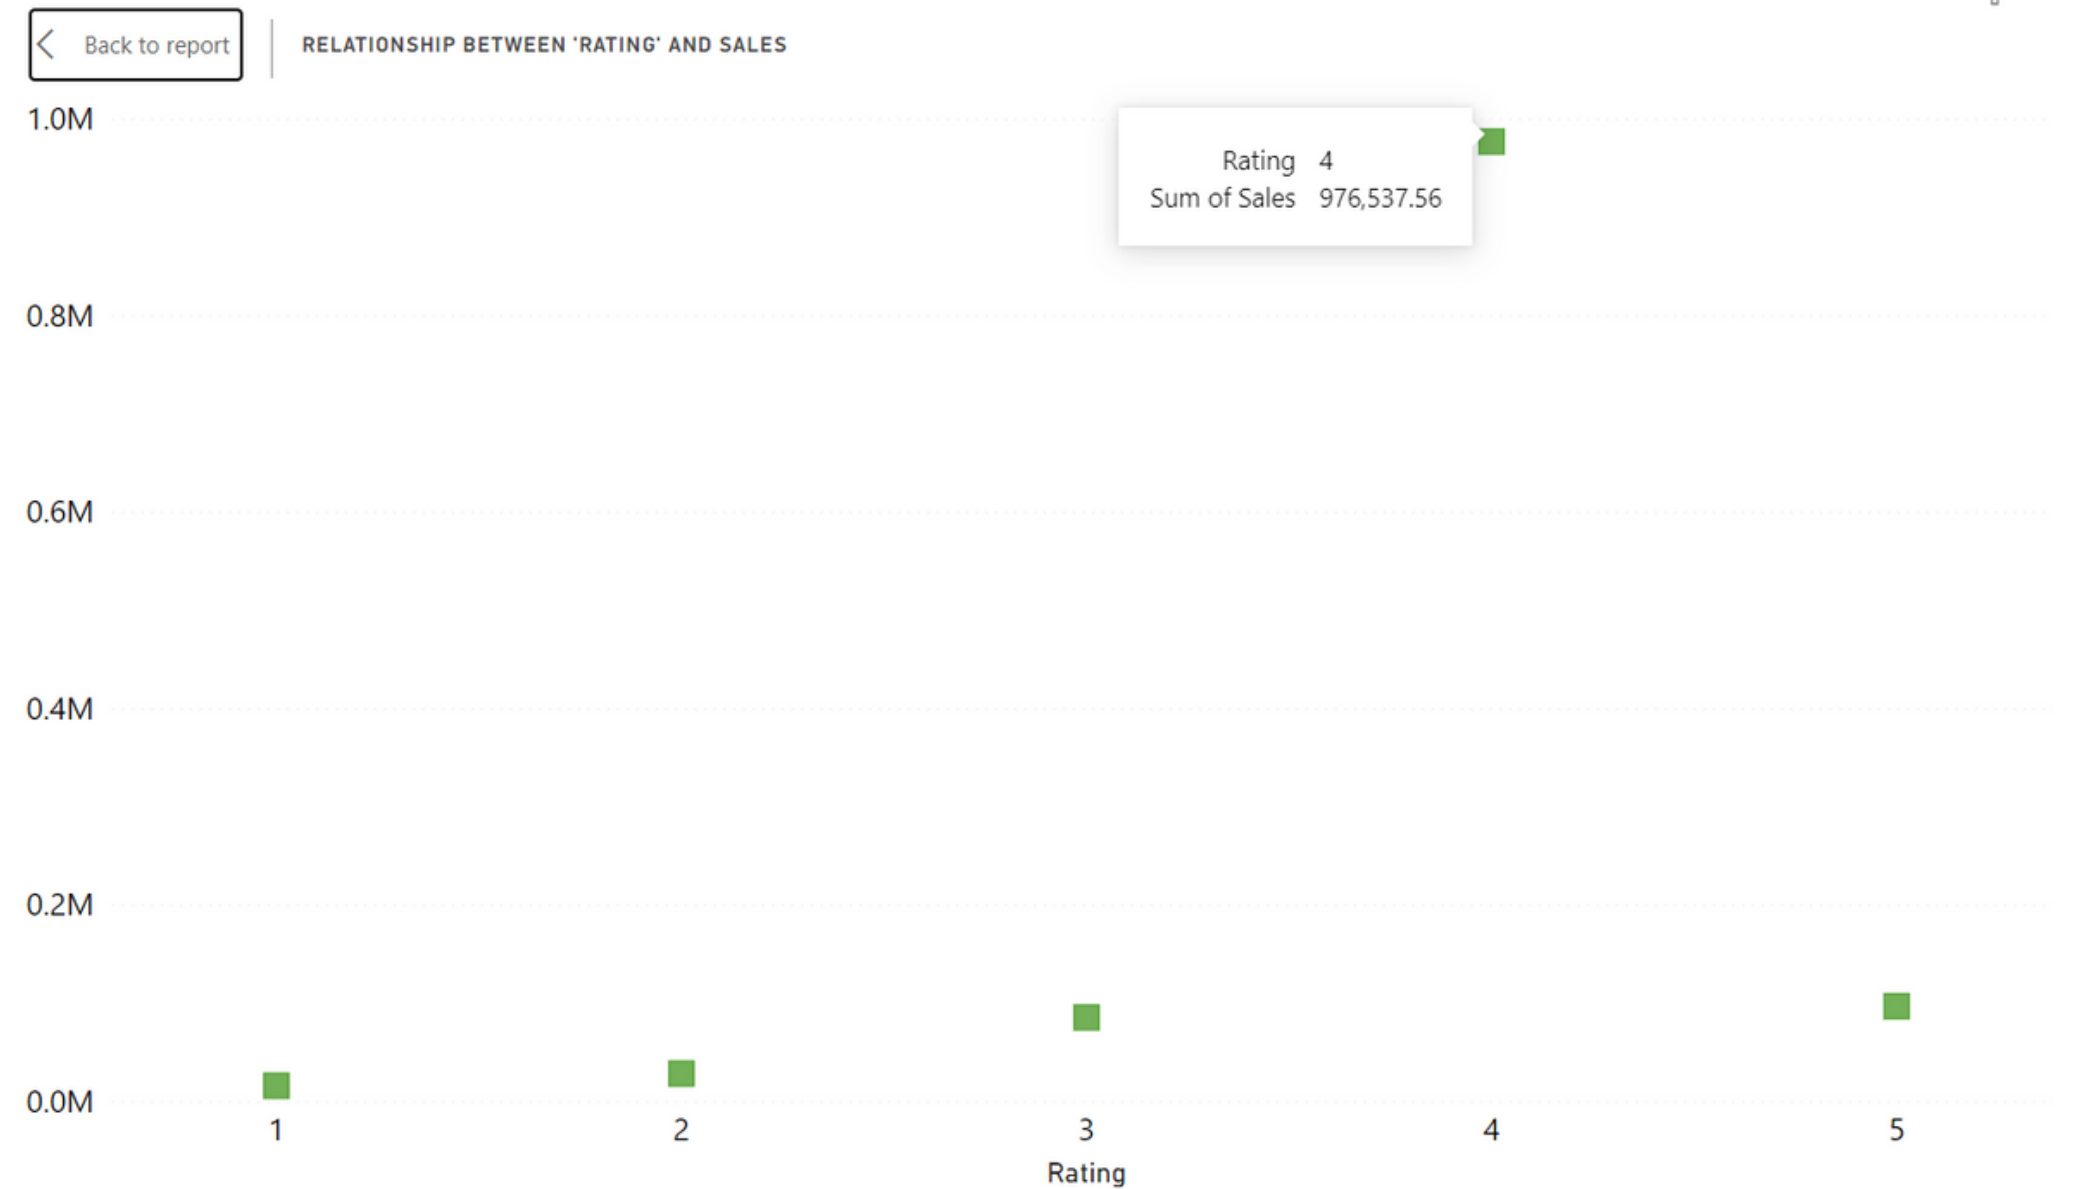 Back to report
RELATIONSHIP BETWEEN 'RATING' AND SALES
1.0M
Rating 4
Sum of Sales 976,537.56
0.8M
0.6M
0.4M
0.2M
0.0M
1 2 3 4 5
Rating